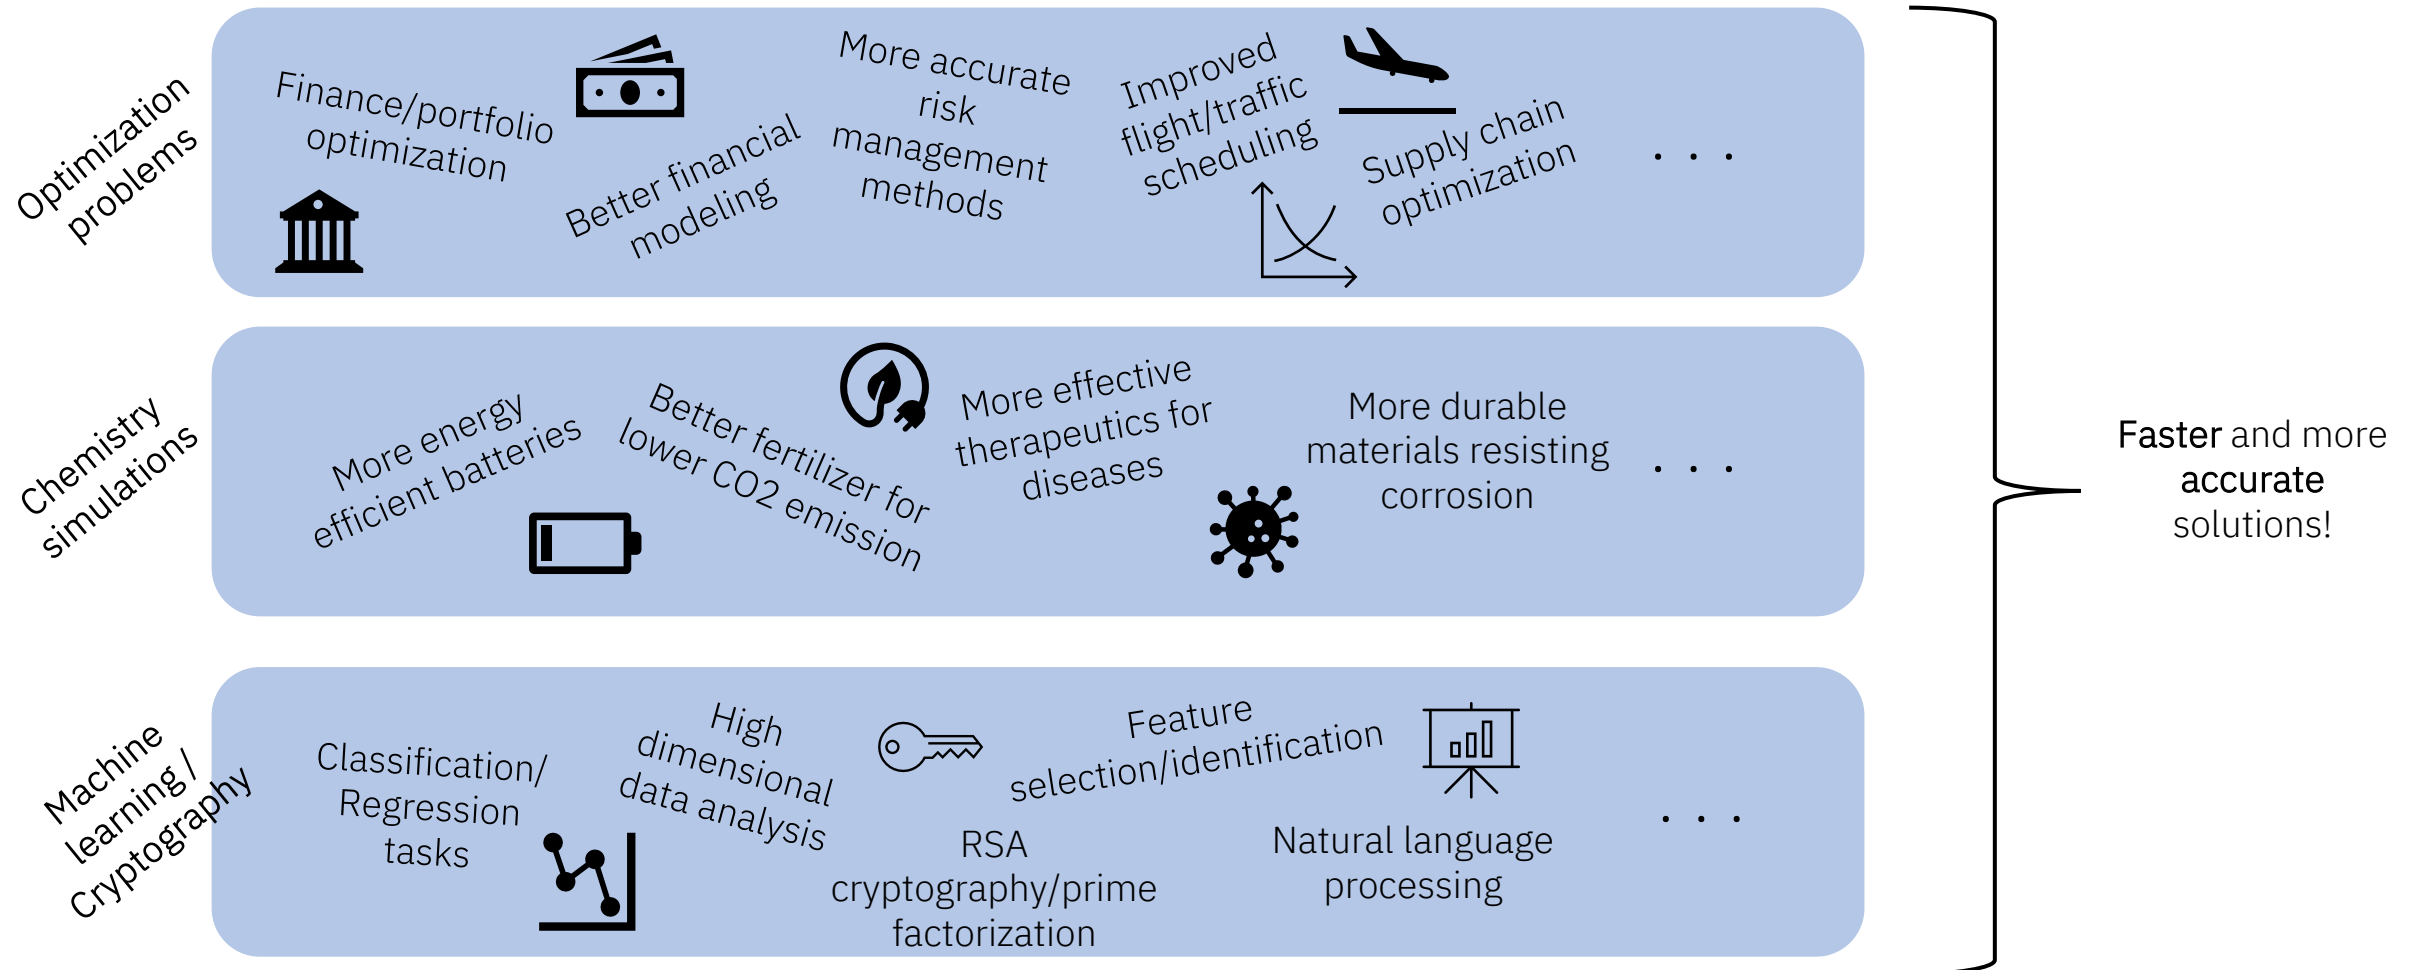 Optimization
problems
Finance/portfolio
optimization
Better financial
modeling
More accurate
risk
management
methods
Improved
flight/traffic
scheduling
Supply chain
optimization
. . .
Chemistry
simulations
More energy
efficient batteries
Better fertilizer for
lower CO2 emission
More effective
therapeutics for
diseases
More durable
materials resisting
corrosion
. . .
Machine
learning /
Cryptography
Classification/
Regression
tasks
High
dimensional
data analysis
RSA
cryptography/prime
factorization
Feature
selection/identification
Natural language
processing
. . .
Faster and more
accurate
solutions!